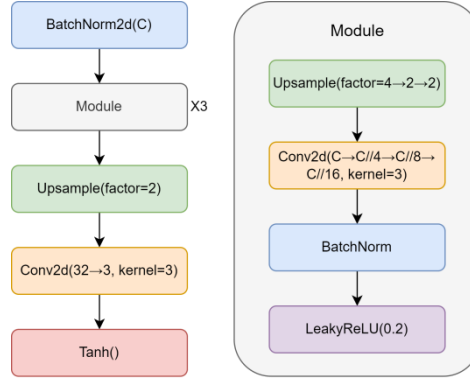 BatchNorm2d(C)
Module
X3
Upsample(factor=2)
Conv2d(32→3, kernel=3)
Tanh()
Module
Upsample(factor=4→2→2)
Conv2d(C→C//4→C//8→
C//16, kernel=3)
BatchNorm
LeakyReLU(0.2)